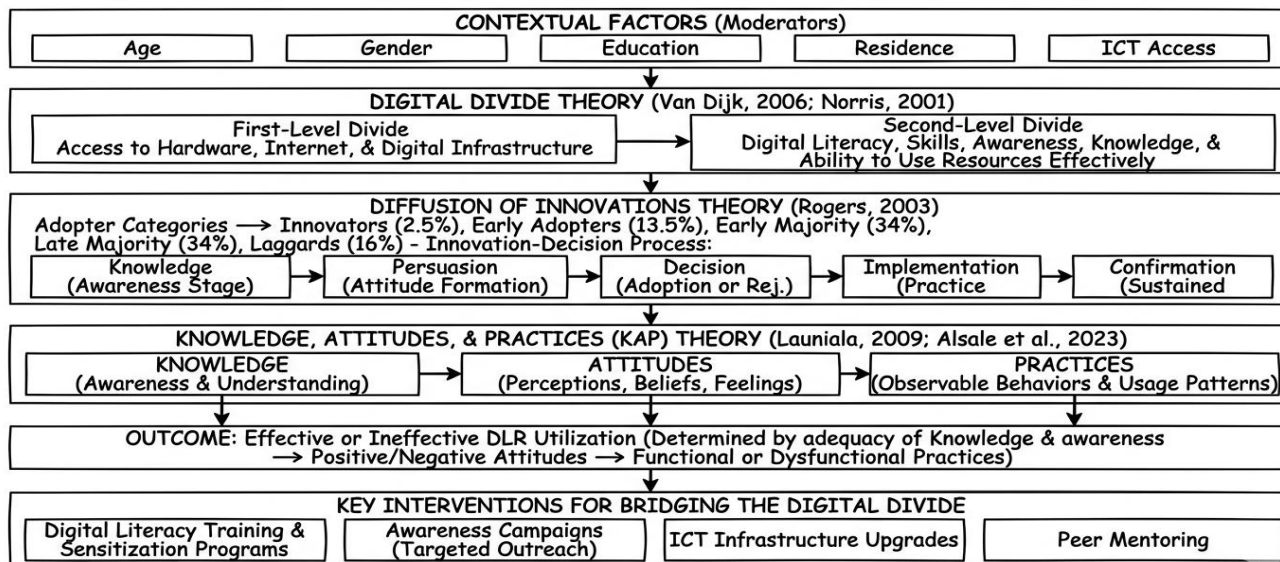 CONTEXTUAL FACTORS (Moderators)
Age
Gender
Education
Residence
ICT Access
DIGITAL DIVIDE THEORY (Van Dijk, 2006; Norris, 2001)
First-Level Divide
Access to Hardware, Internet, & Digital Infrastructure
Second-Level Divide
Digital Literacy, Skills, Awareness, Knowledge, &
Ability to Use Resources Effectively
DIFFUSION OF INNOVATIONS THEORY (Rogers, 2003)
Adopter Categories → Innovators (2.5%), Early Adopters (13.5%), Early Majority (34%),
Late Majority (34%), Laggards (16%) - Innovation-Decision Process:
Knowledge
(Awareness Stage)
Persuasion
(Attitude Formation)
Decision
(Adoption or Rej.)
Implementation
(Practice
Confirmation
(Sustained
KNOWLEDGE, ATTITUDES, & PRACTICES (KAP) THEORY (Launiala, 2009; Alsale et al., 2023)
KNOWLEDGE
(Awareness & Understanding)
ATTITUDES
(Perceptions, Beliefs, Feelings)
PRACTICES
(Observable Behaviors & Usage Patterns)
OUTCOME: Effective or Ineffective DLR Utilization (Determined by adequacy of Knowledge & awareness
→ Positive/Negative Attitudes → Functional or Dysfunctional Practices)
KEY INTERVENTIONS FOR BRIDGING THE DIGITAL DIVIDE
Digital Literacy Training &
Sensitization Programs
Awareness Campaigns
(Targeted Outreach)
ICT Infrastructure Upgrades
Peer Mentoring